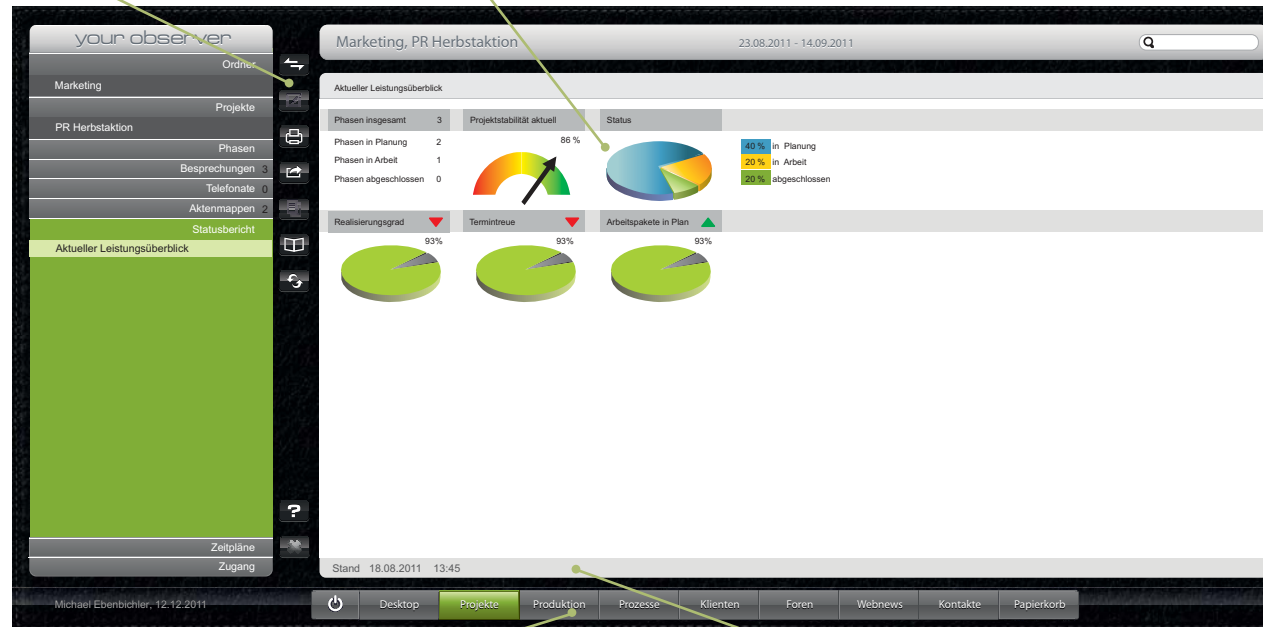 your observer
Ordner
Marketing
Projekte
PR Herbstaktion
Phasen
Besprechungen 3
Telefonate 0
Aktenmappen 2
Statusbericht
Aktueller Leistungsüberblick
Zeitpläne
Zugang
Marketing, PR Herbstaktion 23.08.2011 - 14.09.2011
Aktueller Leistungsüberblick
Phasen insgesamt 3 Projektstabilität aktuell Status
Phasen in Planung 2
Phasen in Arbeit 1
Phasen abgeschlossen 0
86 %
40 % in Planung
20 % in Arbeit
20 % abgeschlossen
Realisierungsgrad Termintreue Arbeitspakete in Plan
93% 93% 93%
?
Stand 18.08.2011 13:45
Michael Ebenbichler, 12.12.2011
Desktop Projekte Produktion Prozesse Klienten Foren Webnews Kontakte Papierkorb